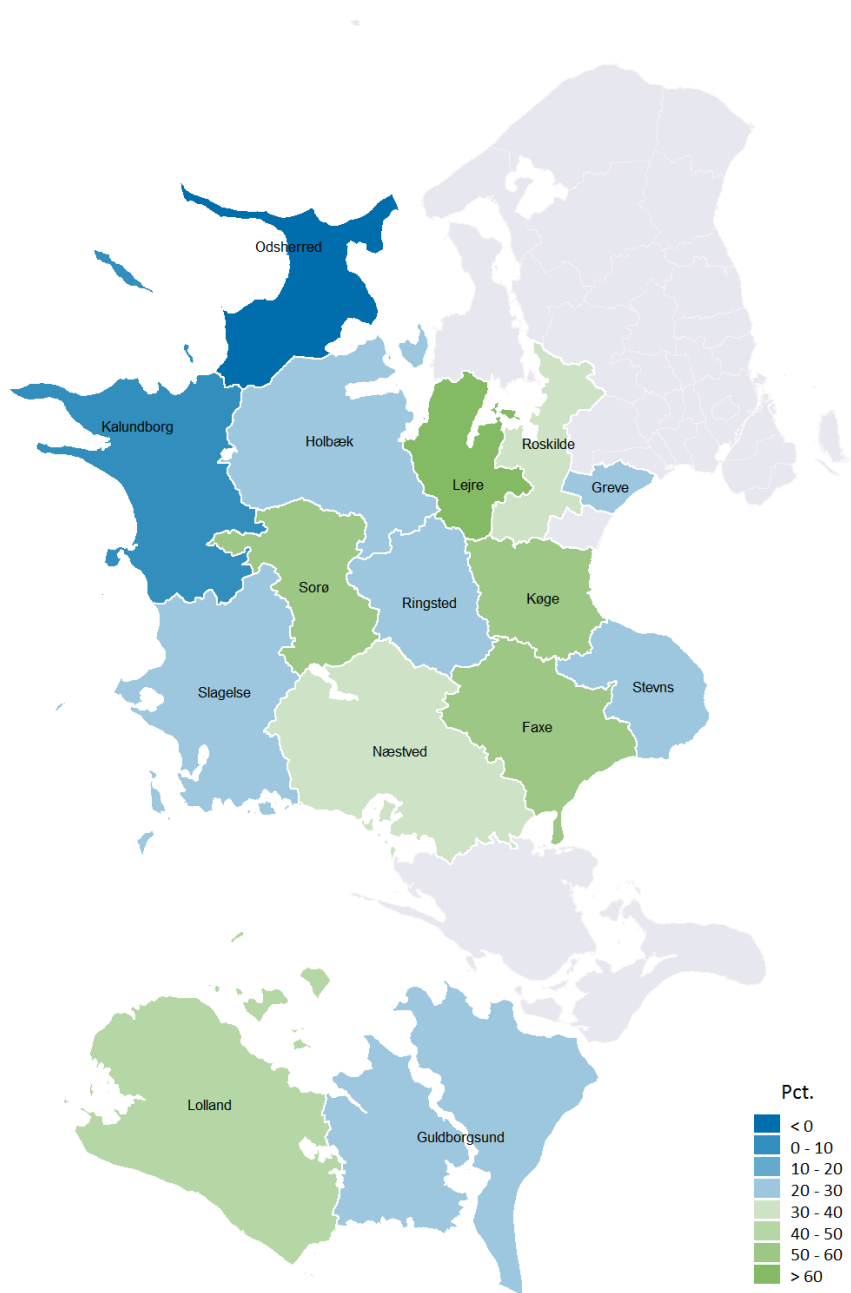 Odsherred
Kalundborg
Holbæk
Roskilde
Lejre
Greve
Sorø
Ringsted
Køge
Slagelse
Stevns
Faxe
Næstved
Lolland
Guldborgsund
Pct.
< 0
0 - 10
10 - 20
20 - 30
30 - 40
40 - 50
50 - 60
> 60